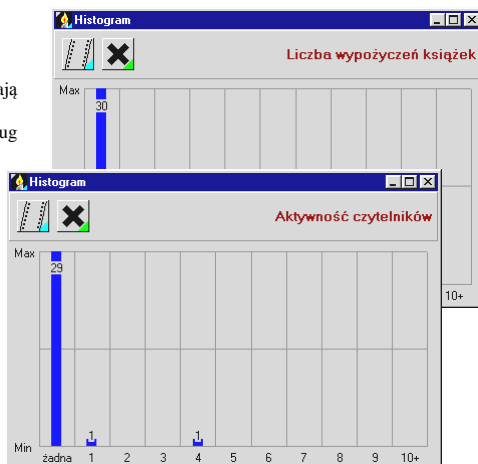 Histogram
Liczba wypożyczeń książek
Max
30
10+
Histogram
Aktywność czytelników
Max
29
1 1
Min
żadna 1 2 3 4 5 6 7 8 9 10+